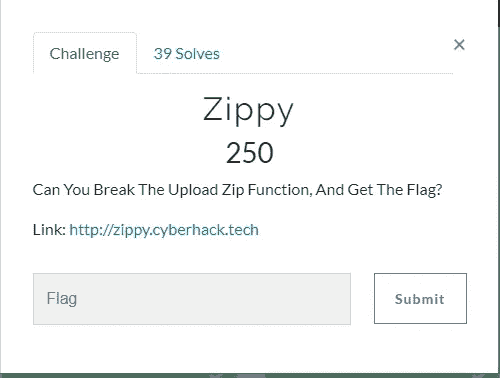 Challenge
39 Solves
×
Zippy
250
Can You Break The Upload Zip Function, And Get The Flag?
Link: http://zippy.cyberhack.tech
Flag
Submit